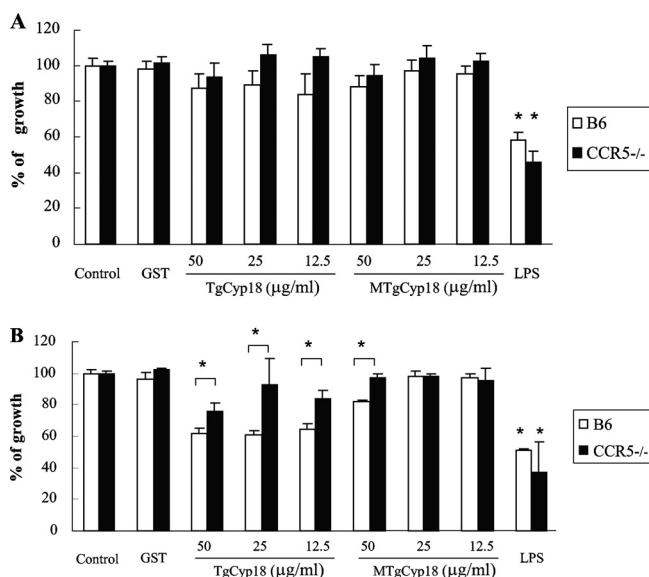 A
120
100
80
60
40
20
0
% of growth
* *
B6
CCR5-/-
50 25 12.5 50 25 12.5
Control GST TgCyp18 (μg/ml) MTgCyp18 (μg/ml) LPS
B
120
100
80
60
40
20
0
% of growth
* * * *
* *
B6
CCR5-/-
50 25 12.5 50 25 12.5
Control GST TgCyp18 (μg/ml) MTgCyp18 (μg/ml) LPS